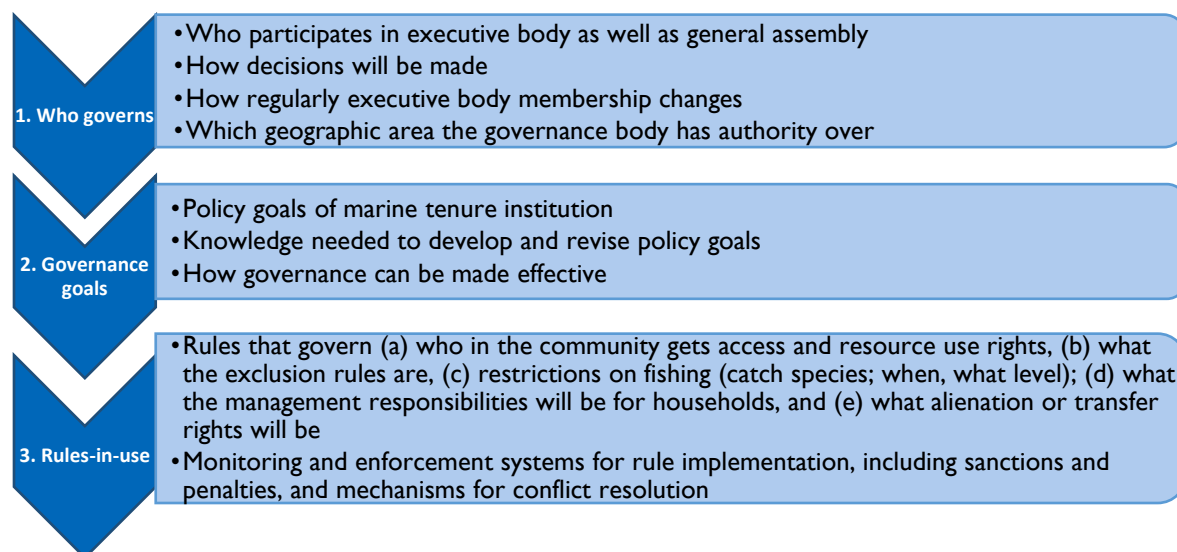 1. Who governs
•Who participates in executive body as well as general assembly
•How decisions will be made
•How regularly executive body membership changes
•Which geographic area the governance body has authority over
2. Governance
goals
•Policy goals of marine tenure institution
•Knowledge needed to develop and revise policy goals
•How governance can be made effective
3. Rules-in-use
•Rules that govern (a) who in the community gets access and resource use rights, (b) what
the exclusion rules are, (c) restrictions on fishing (catch species; when, what level); (d) what
the management responsibilities will be for households, and (e) what alienation or transfer
rights will be
•Monitoring and enforcement systems for rule implementation, including sanctions and
penalties, and mechanisms for conflict resolution